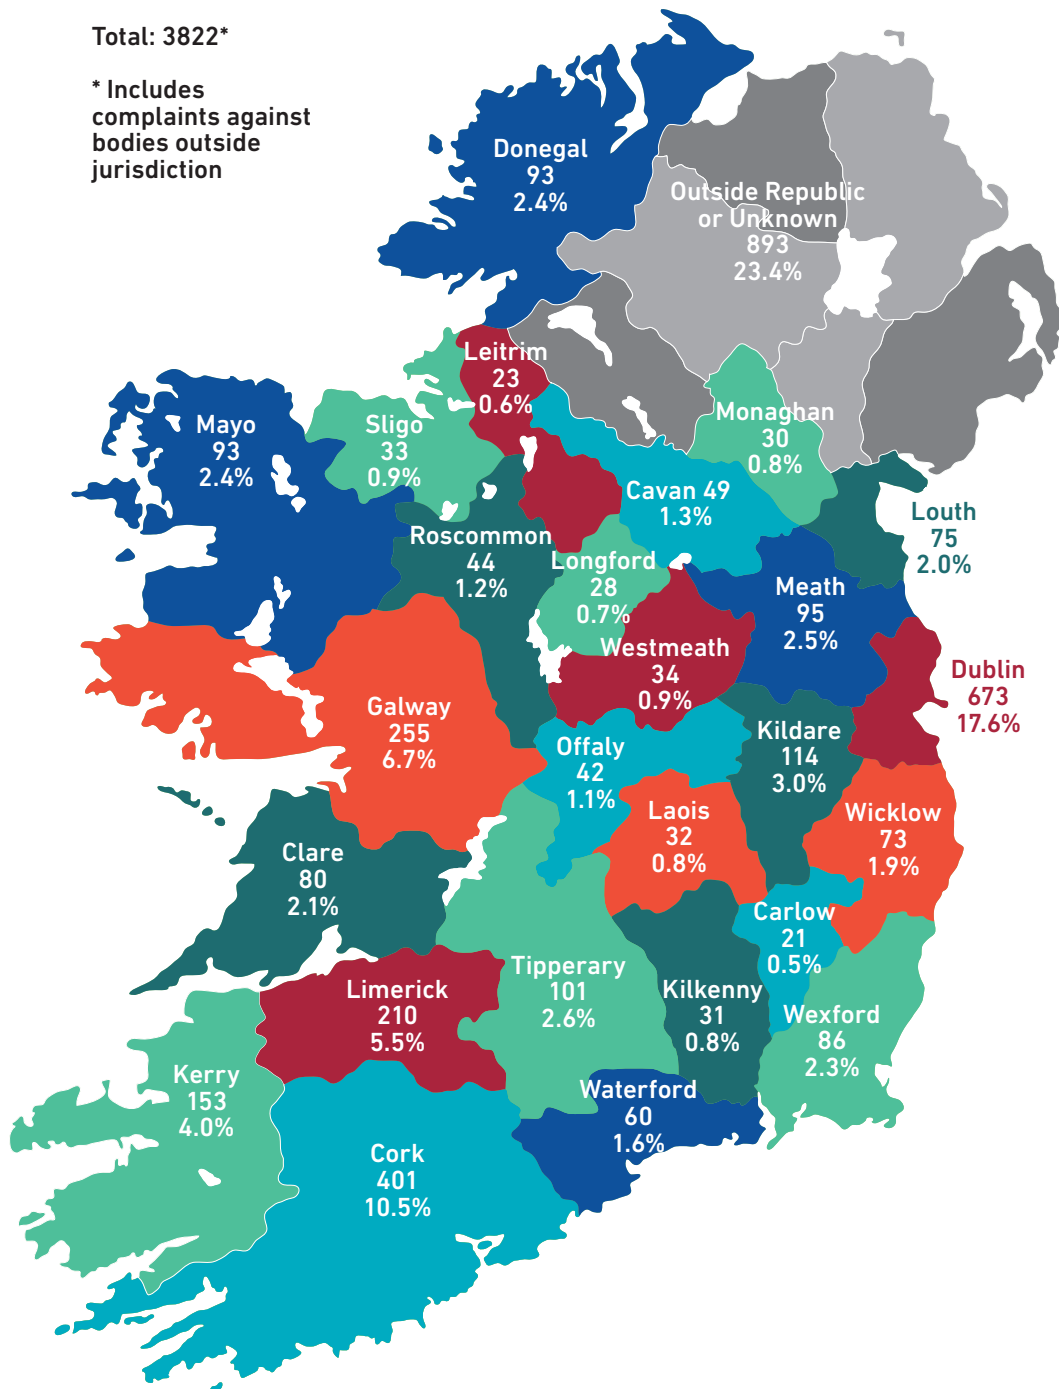 Total: 3822*
* Includes
complaints against
bodies outside
jurisdiction
Donegal
93
2.4%
Outside Republic
or Unknown
893
23.4%
Leitrim
23
0.6%
Mayo
93
2.4%
Sligo
33
0.9%
Monaghan
30
0.8%
Cavan 49
1.3%
Louth
75
2.0%
Roscommon
44
1.2%
Longford
28
0.7%
Meath
95
2.5%
Westmeath
34
0.9%
Dublin
673
17.6%
Galway
255
6.7%
Offaly
42
1.1%
Kildare
114
3.0%
Laois
32
0.8%
Wicklow
73
1.9%
Clare
80
2.1%
Carlow
21
0.5%
Tipperary
101
2.6%
Limerick
210
5.5%
Kilkenny
31
0.8%
Wexford
86
2.3%
Kerry
153
4.0%
Waterford
60
1.6%
Cork
401
10.5%